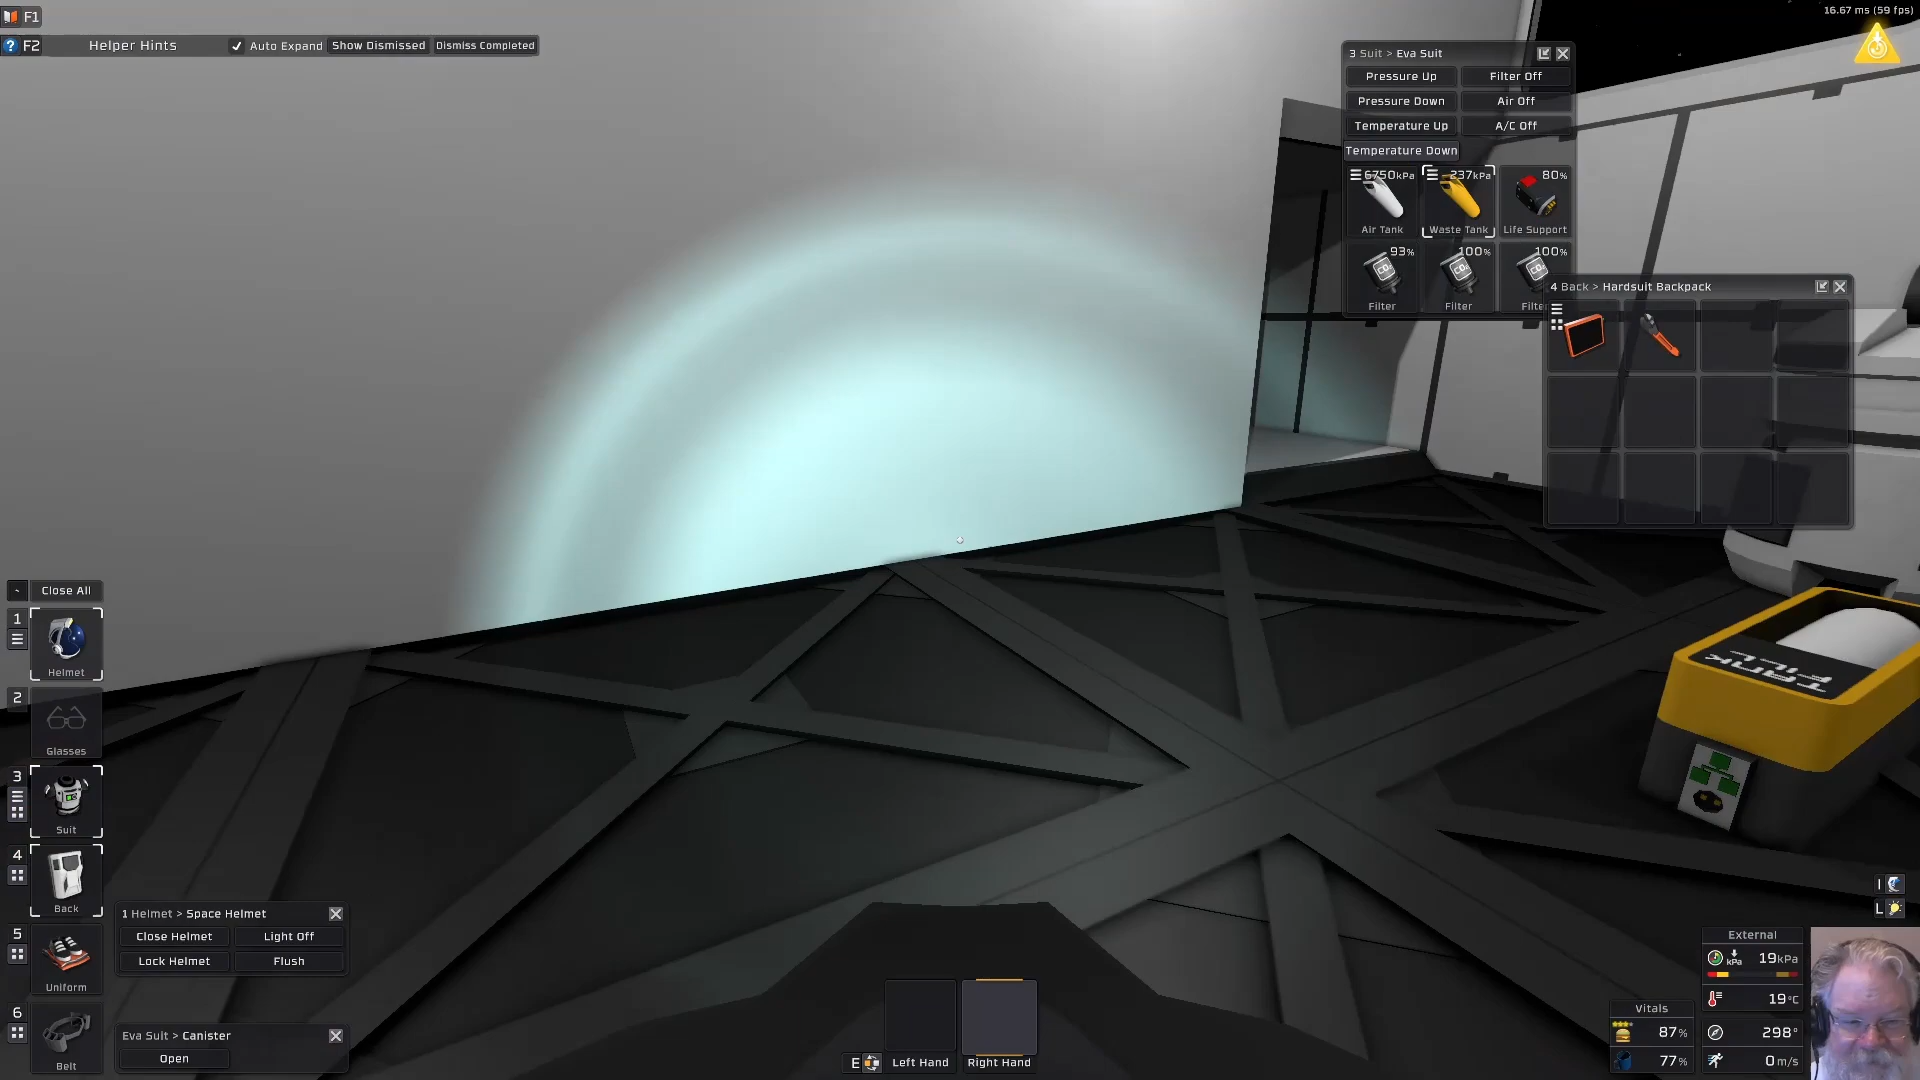 F1
16.67 ms (59 fps)
F2 Helper Hints Auto Expand Show Dismissed Dismiss Completed
3 Suit > Eva Suit
Pressure Up Filter Off
Pressure Down Air Off
Temperature Up A/C Off
Temperature Down
6750kPa 237kPa 80%
Air Tank Waste Tank Life Support
93% 100% 100%
Filter Filter Filte
4 Back > Hardsuit Backpack
TANK
FILL
~ Close All
1
Helmet
2
Glasses
3
Suit
4
Back
5
Uniform
6
Belt
1 Helmet > Space Helmet
Close Helmet Light Off
Lock Helmet Flush
Eva Suit > Canister
Open
E Left Hand Right Hand
I
L
External
kPa 19kPa
19°C
298°
0m/s
Vitals
87%
77%